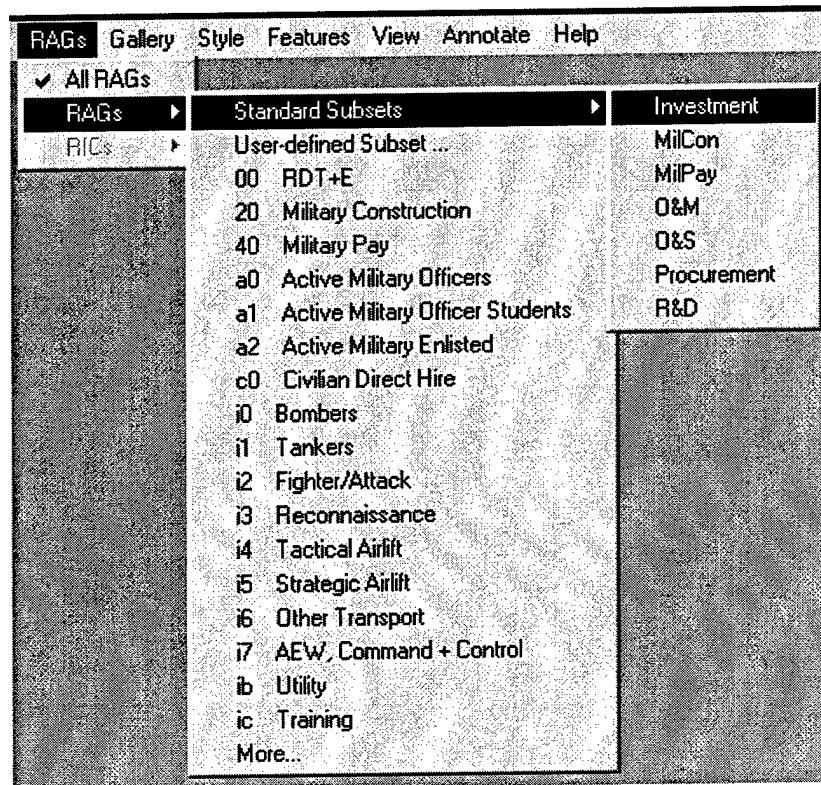 RAGs Gallery Style Features View Annotate Help
✔ All RAGs
RAGs
RICs
Standard Subsets
User-defined Subset ...
00 RDT+E
20 Military Construction
40 Military Pay
a0 Active Military Officers
a1 Active Military Officer Students
a2 Active Military Enlisted
c0 Civilian Direct Hire
i0 Bombers
i1 Tankers
i2 Fighter/Attack
i3 Reconnaissance
i4 Tactical Airlift
i5 Strategic Airlift
i6 Other Transport
i7 AEW, Command + Control
ib Utility
ic Training
More...
Investment
MilCon
MilPay
O&M
O&S
Procurement
R&D